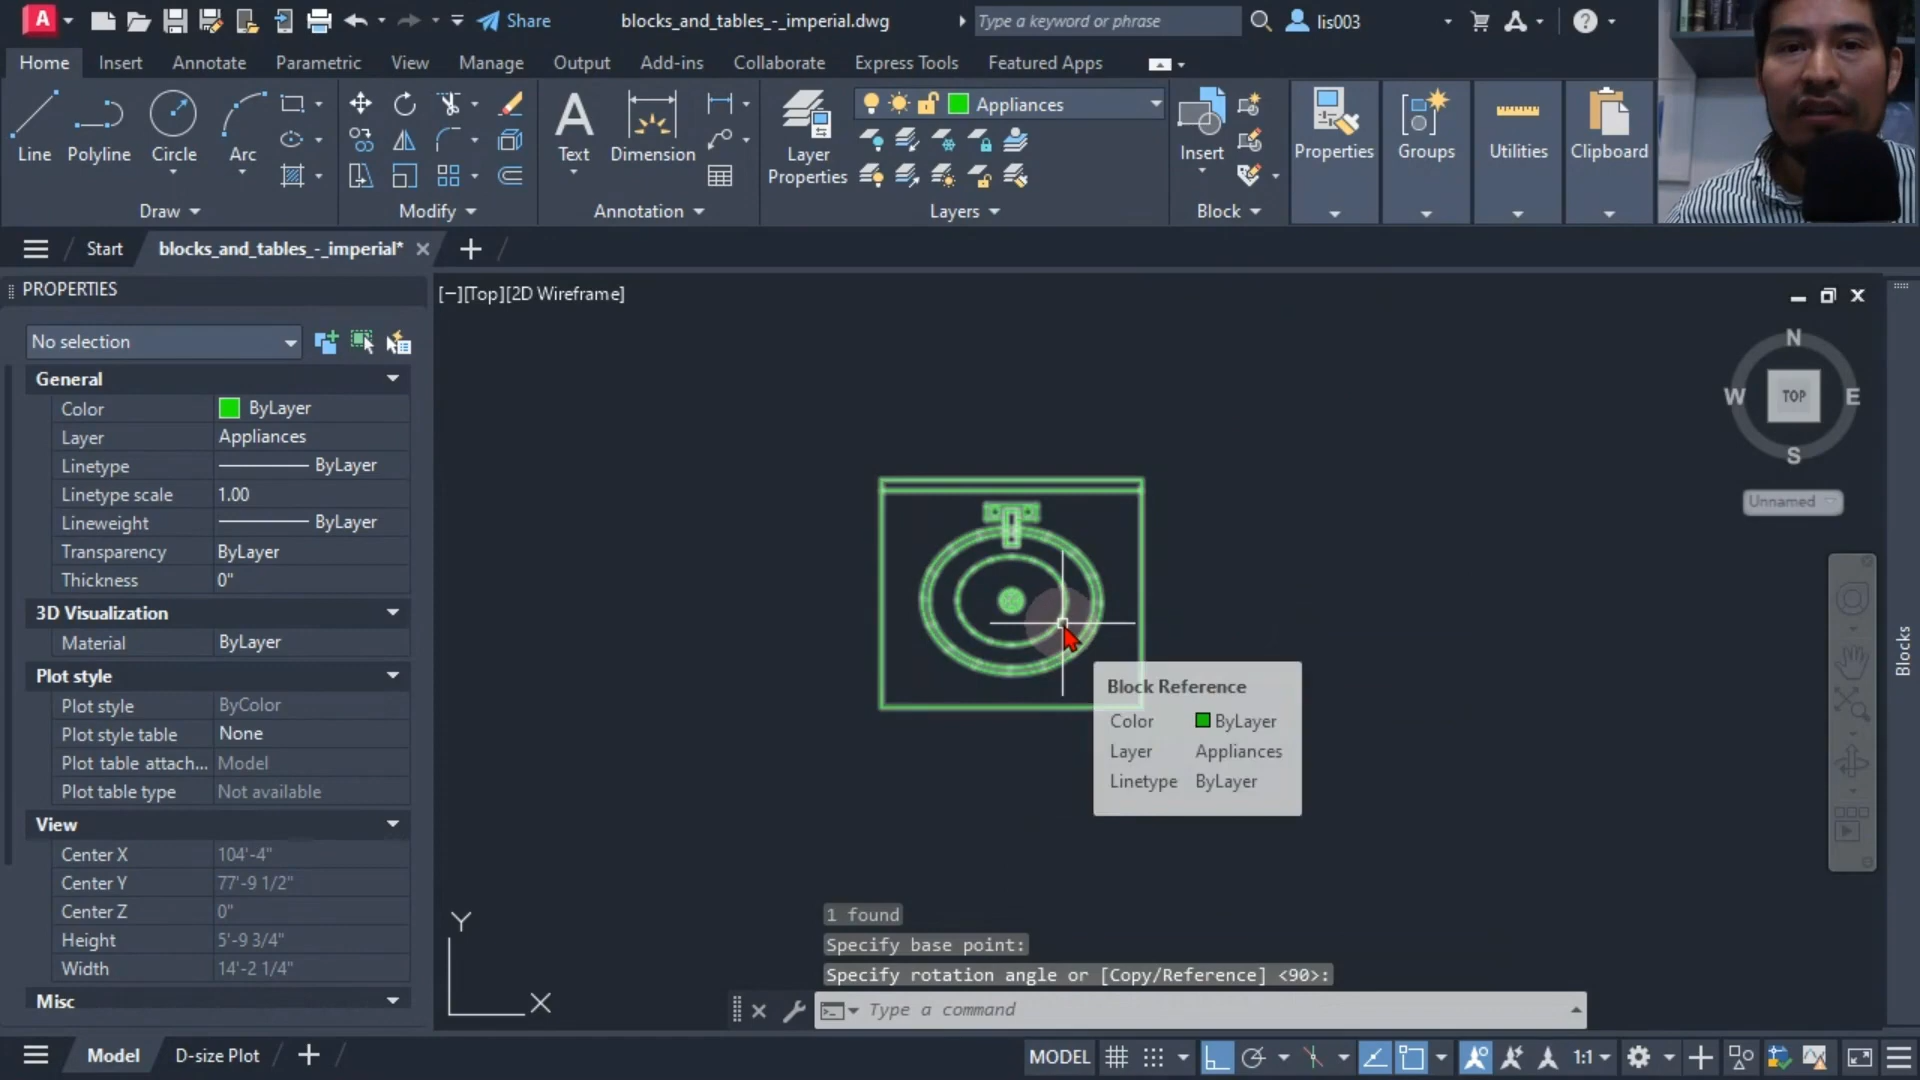 Share
blocks_and_tables_-_imperial.dwg
Type a keyword or phrase
lis003
Home
Insert
Annotate
Parametric
View
Manage
Output
Add-ins
Collaborate
Express Tools
Featured Apps
Line
Polyline
Circle
Arc
Text
Dimension
Layer
Properties
Appliances
Insert
Properties
Groups
Utilities
Clipboard
Draw
Modify
Annotation
Layers
Block
Start
blocks_and_tables_-_imperial*
PROPERTIES
No selection
General
Color ByLayer
Layer Appliances
Linetype ByLayer
Linetype scale 1.00
Lineweight ByLayer
Transparency ByLayer
Thickness 0"
3D Visualization
Material ByLayer
Plot style
Plot style ByColor
Plot style table None
Plot table attach... Model
Plot table type Not available
View
Center X 104'-4"
Center Y 77'-9 1/2"
Center Z 0"
Height 5'-9 3/4"
Width 14'-2 1/4"
Misc
[−][Top][2D Wireframe]
N
W
TOP
E
S
Unnamed
Blocks
Block Reference
Color ByLayer
Layer Appliances
Linetype ByLayer
Y
X
1 found
Specify base point:
Specify rotation angle or [Copy/Reference] <90>:
Type a command
Model
D-size Plot
MODEL
1:1